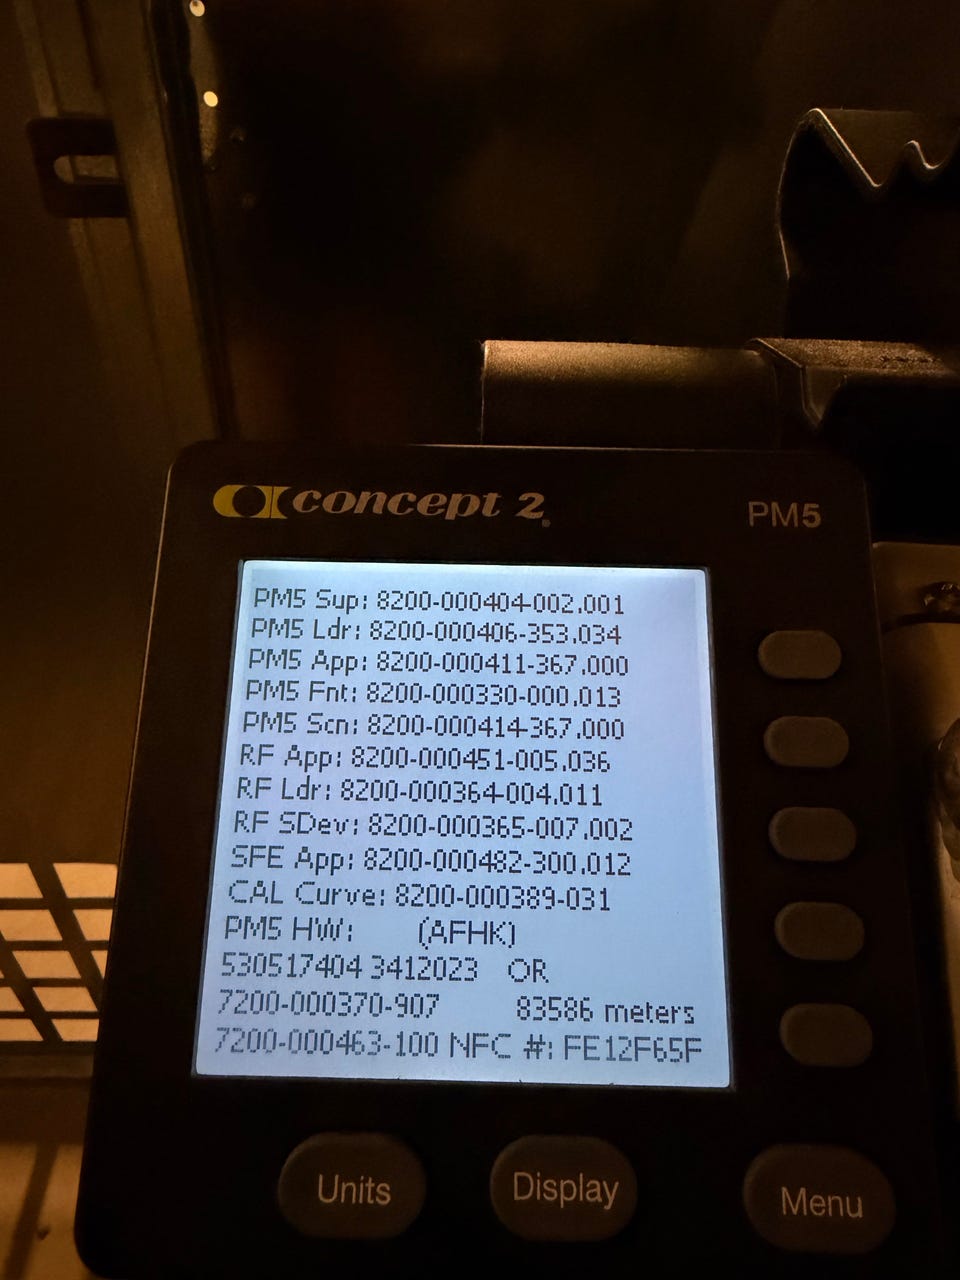 concept 2
PM5
PM5 Sup: 8200-000404-002.001
PM5 Ldr: 8200-000406-353.034
PM5 App: 8200-000411-367.000
PM5 Fnt: 8200-000330-000.013
PM5 Scn: 8200-000414-367.000
RF App: 8200-000451-005.036
RF Ldr: 8200-000364-004.011
RF SDev: 8200-000365-007.002
SFE App: 8200-000482-300.012
CAL Curve: 8200-000389-031
PM5 HW: (AFHK)
530517404 3412023 OR
7200-000370-907 83586 meters
7200-000463-100 NFC #: FE12F65F
Units Display Menu